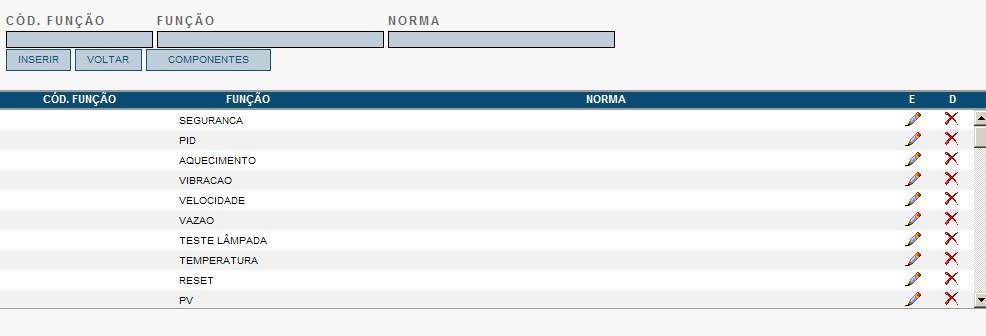 CÓD. FUNÇÃO FUNÇÃO NORMA
INSERIR VOLTAR COMPONENTES
CÓD. FUNÇÃO FUNÇÃO NORMA E D
SEGURANCA
PID
AQUECIMENTO
VIBRACAO
VELOCIDADE
VAZAO
TESTE LÂMPADA
TEMPERATURA
RESET
PV